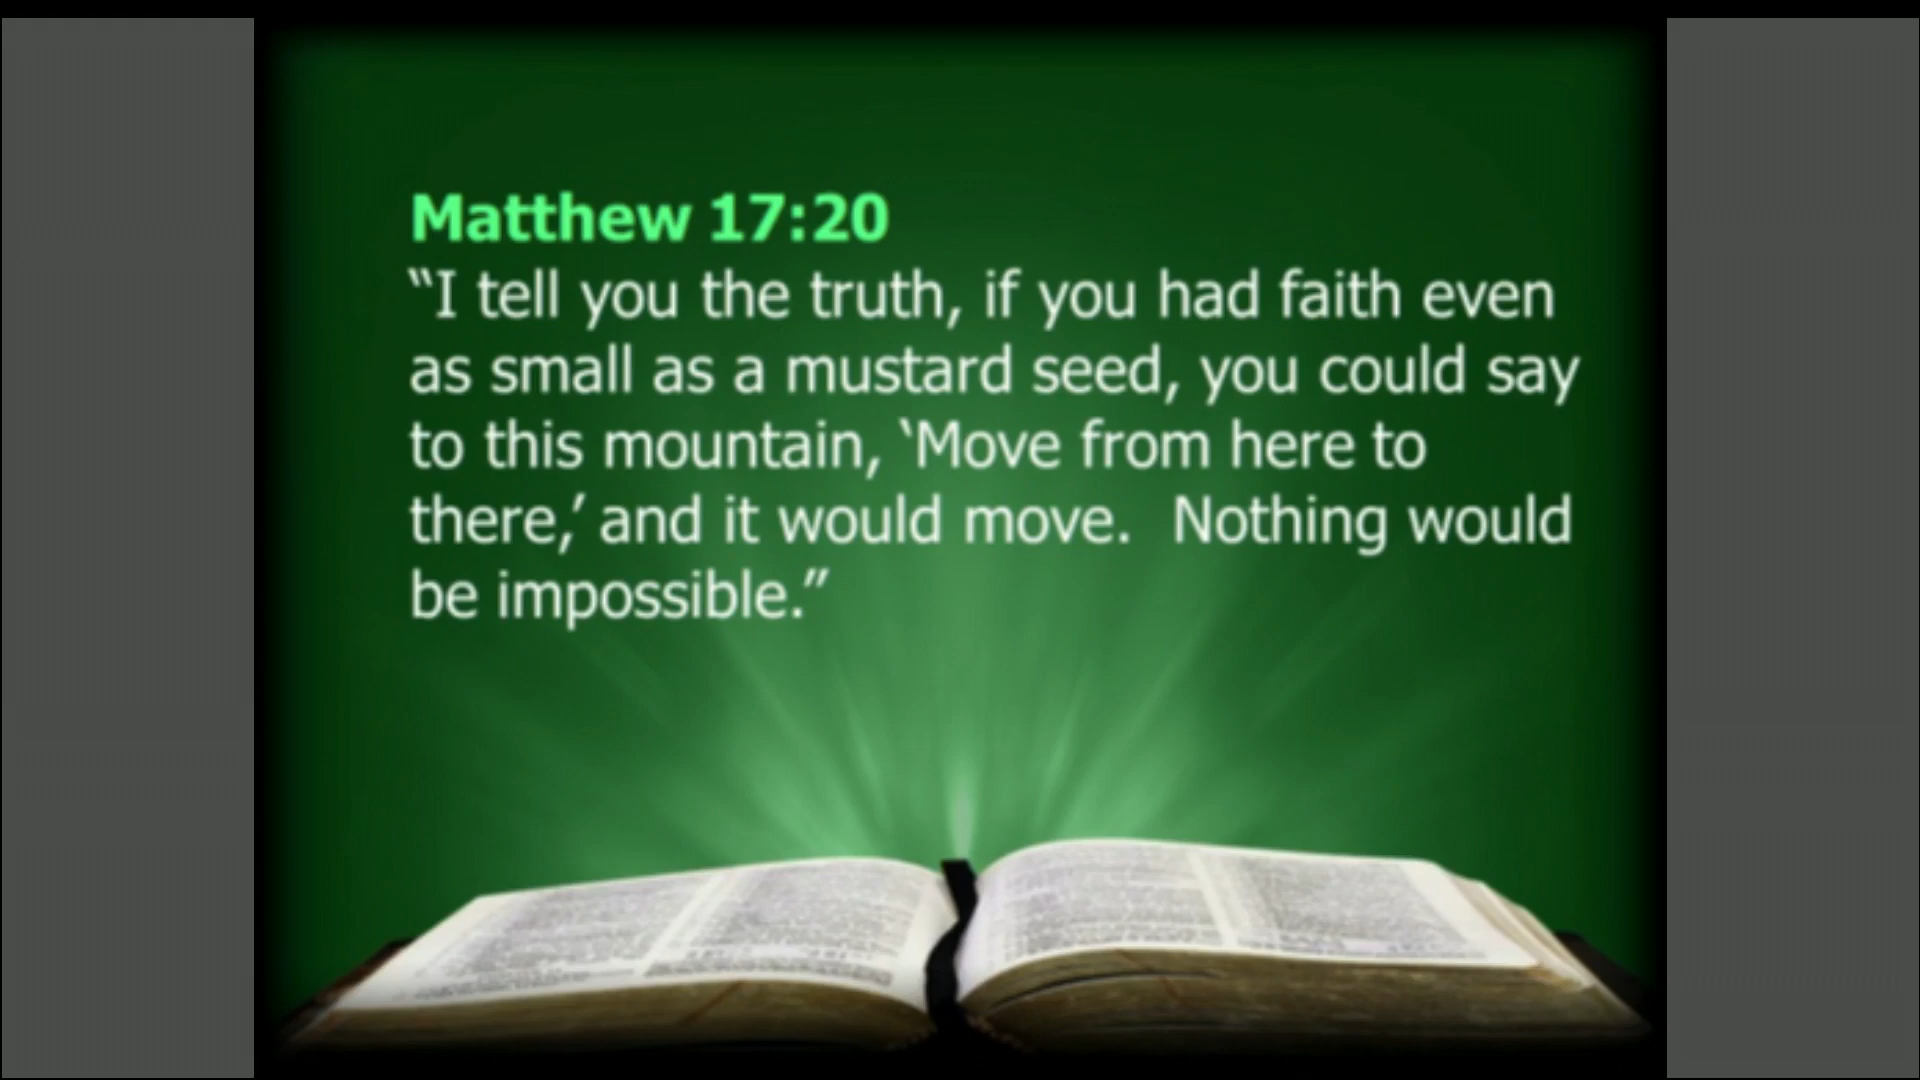 Matthew 17:20
“I tell you the truth, if you had faith even
as small as a mustard seed, you could say
to this mountain, ‘Move from here to
there,’ and it would move.  Nothing would
be impossible.”